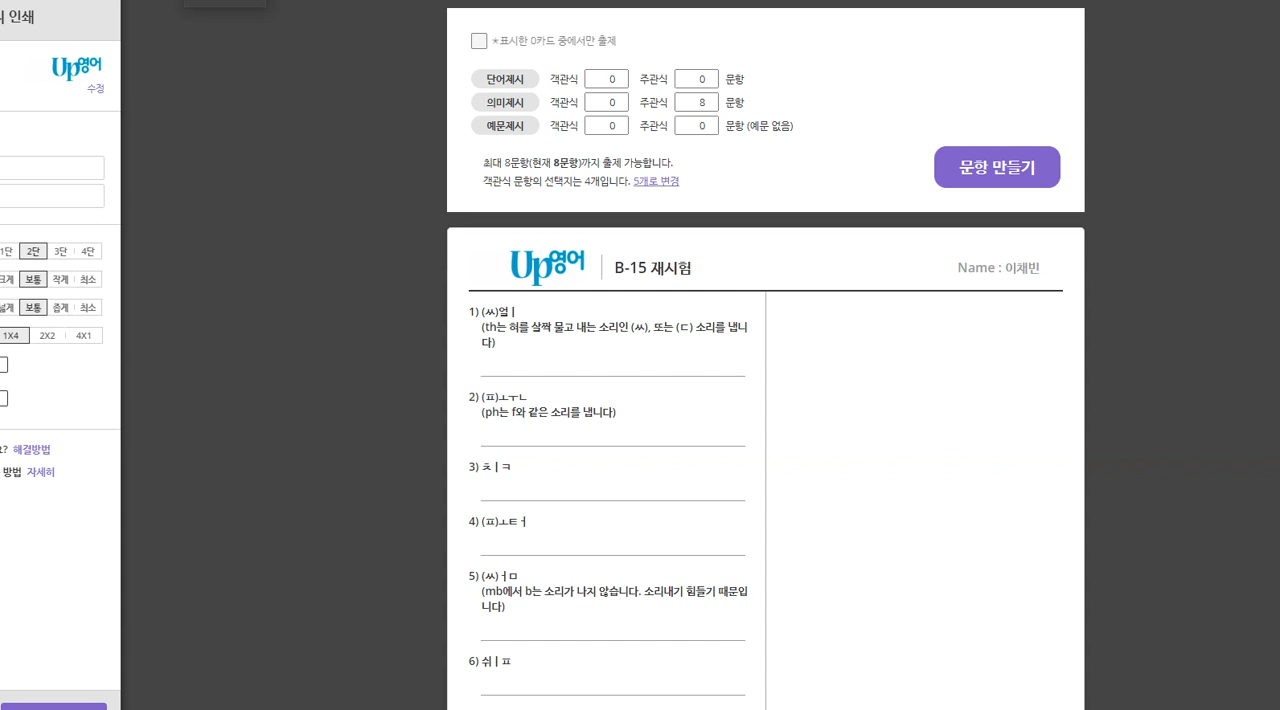 인쇄
Up영어
수정
1단 2단 3단 4단
크게 보통 작게 최소
넓게 보통 좁게 최소
1X4 2X2 4X1
요? 해결방법
방법 자세히
*표시한 0카드 중에서만 출제
단어제시 객관식 0 주관식 0 문항
의미제시 객관식 0 주관식 8 문항
예문제시 객관식 0 주관식 0 문항 (예문 없음)
최대 8문항(현재 8문항)까지 출제 가능합니다.
객관식 문항의 선택지는 4개입니다. 5개로 변경
문항 만들기
Up영어 B-15 재시험 Name : 이채빈
1) (ㅆ)얼ㅣ
(th는 혀를 살짝 물고 내는 소리인 (ㅆ), 또는 (ㄷ) 소리를 냅니
다)
2) (ㅍ)ㅗㅜㄴ
(ph는 f와 같은 소리를 냅니다)
3) ㅊㅣㅋ
4) (ㅍ)ㅗㅌㅓ
5) (ㅆ)ㅓㅁ
(mb에서 b는 소리가 나지 않습니다. 소리내기 힘들기 때문입
니다)
6) 쉬ㅣㅍ